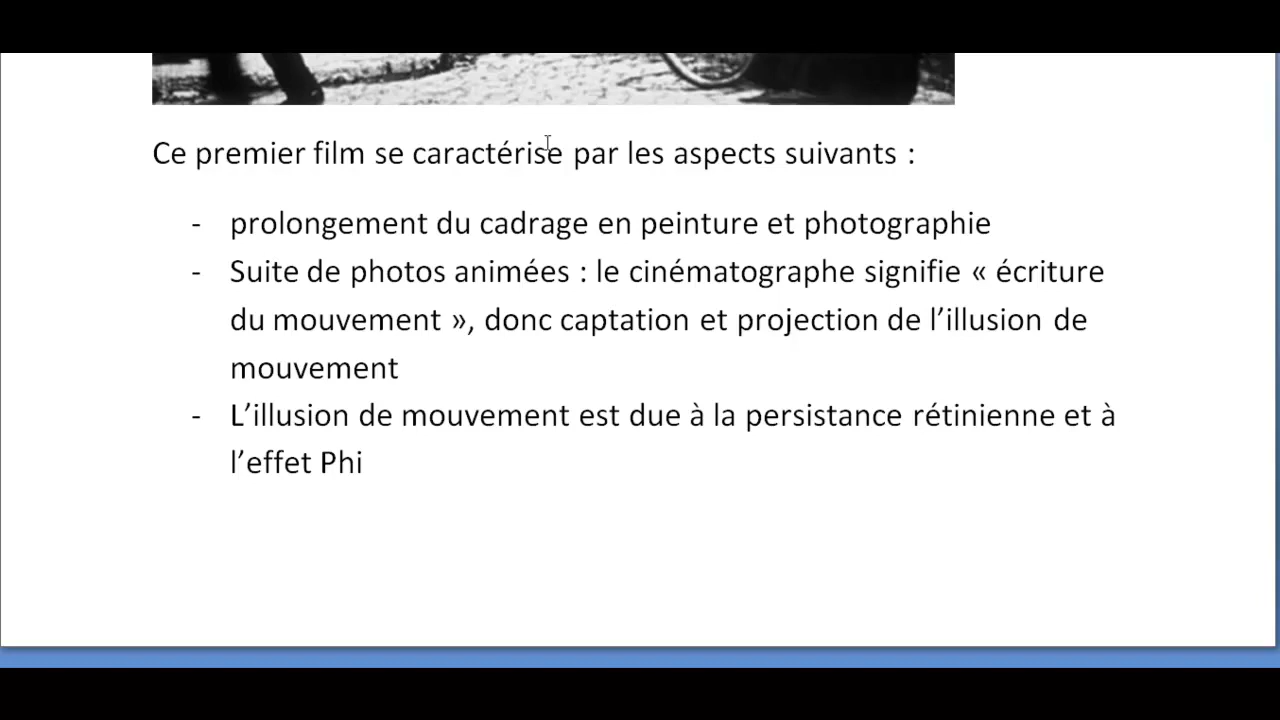 Ce premier film se caractérise par les aspects suivants :
- prolongement du cadrage en peinture et photographie
- Suite de photos animées : le cinématographe signifie « écriture
du mouvement », donc captation et projection de l’illusion de
mouvement
- L’illusion de mouvement est due à la persistance rétinienne et à
l’effet Phi